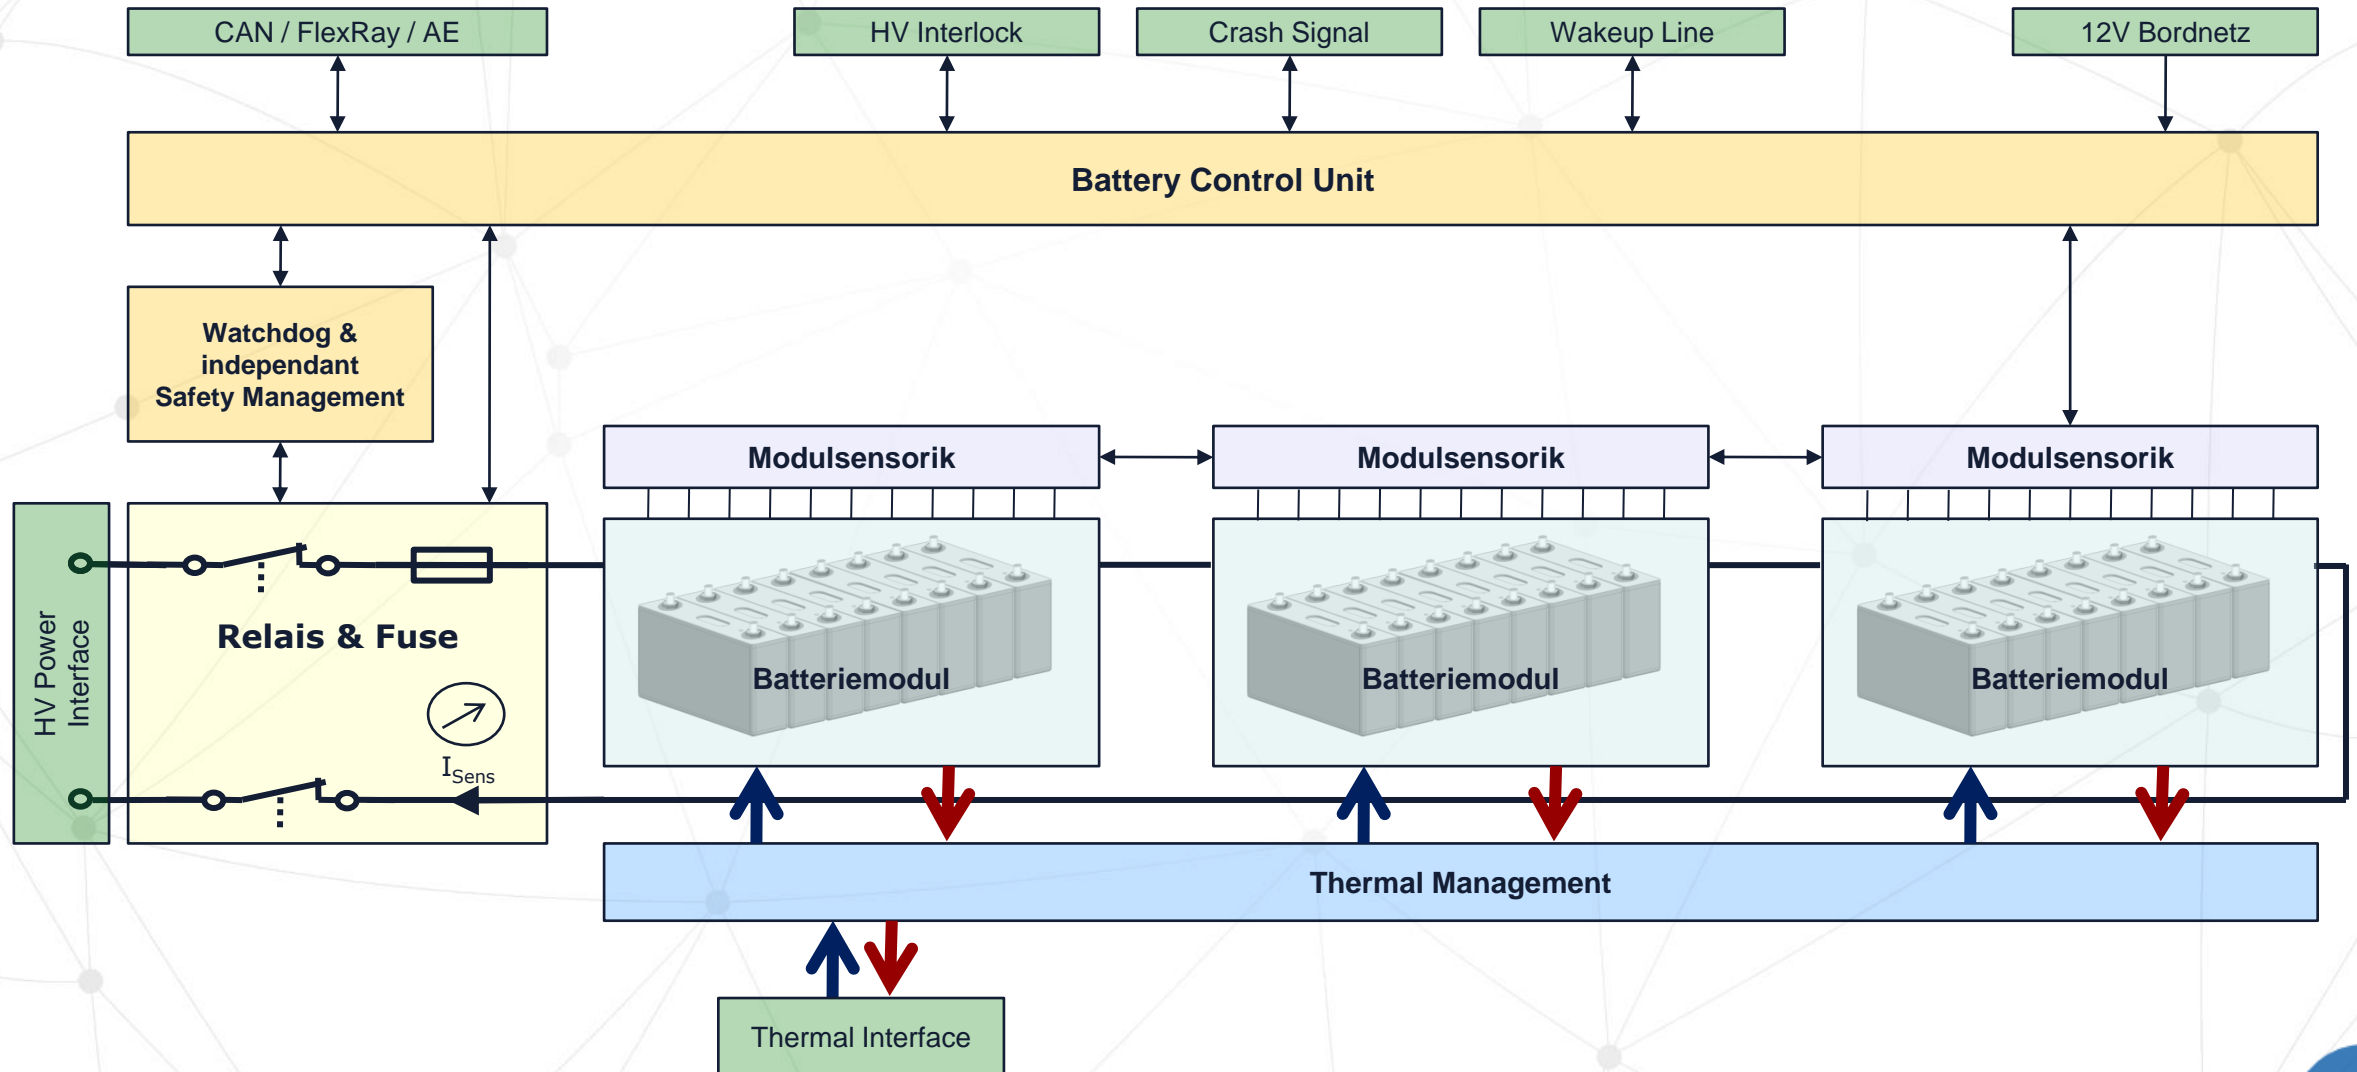 CAN / FlexRay / AE
HV Interlock
Crash Signal
Wakeup Line
12V Bordnetz
Battery Control Unit
Watchdog &
independant
Safety Management
Modulsensorik
Modulsensorik
Modulsensorik
HV Power
Interface
Relais & Fuse
I_Sens
Batteriemodul
Batteriemodul
Batteriemodul
Thermal Management
Thermal Interface